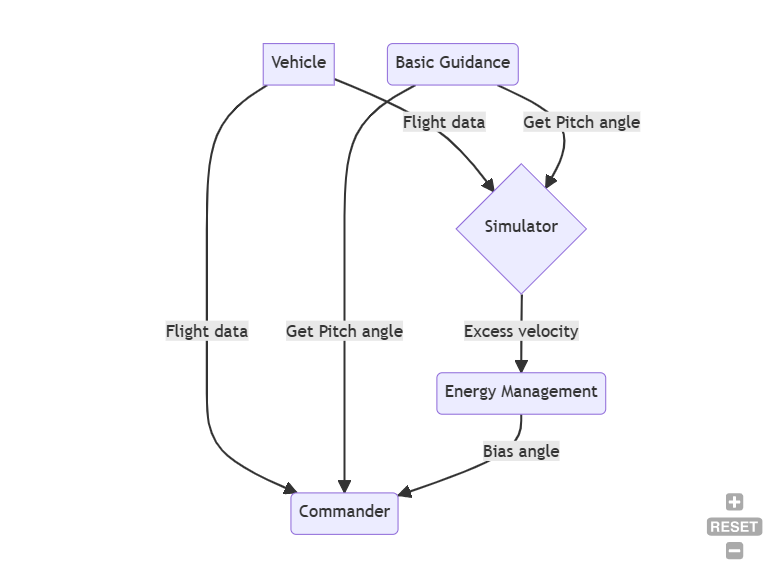 Vehicle
Basic Guidance
Flight data
Get Pitch angle
Simulator
Flight data
Get Pitch angle
Excess velocity
Energy Management
Bias angle
Commander
RESET